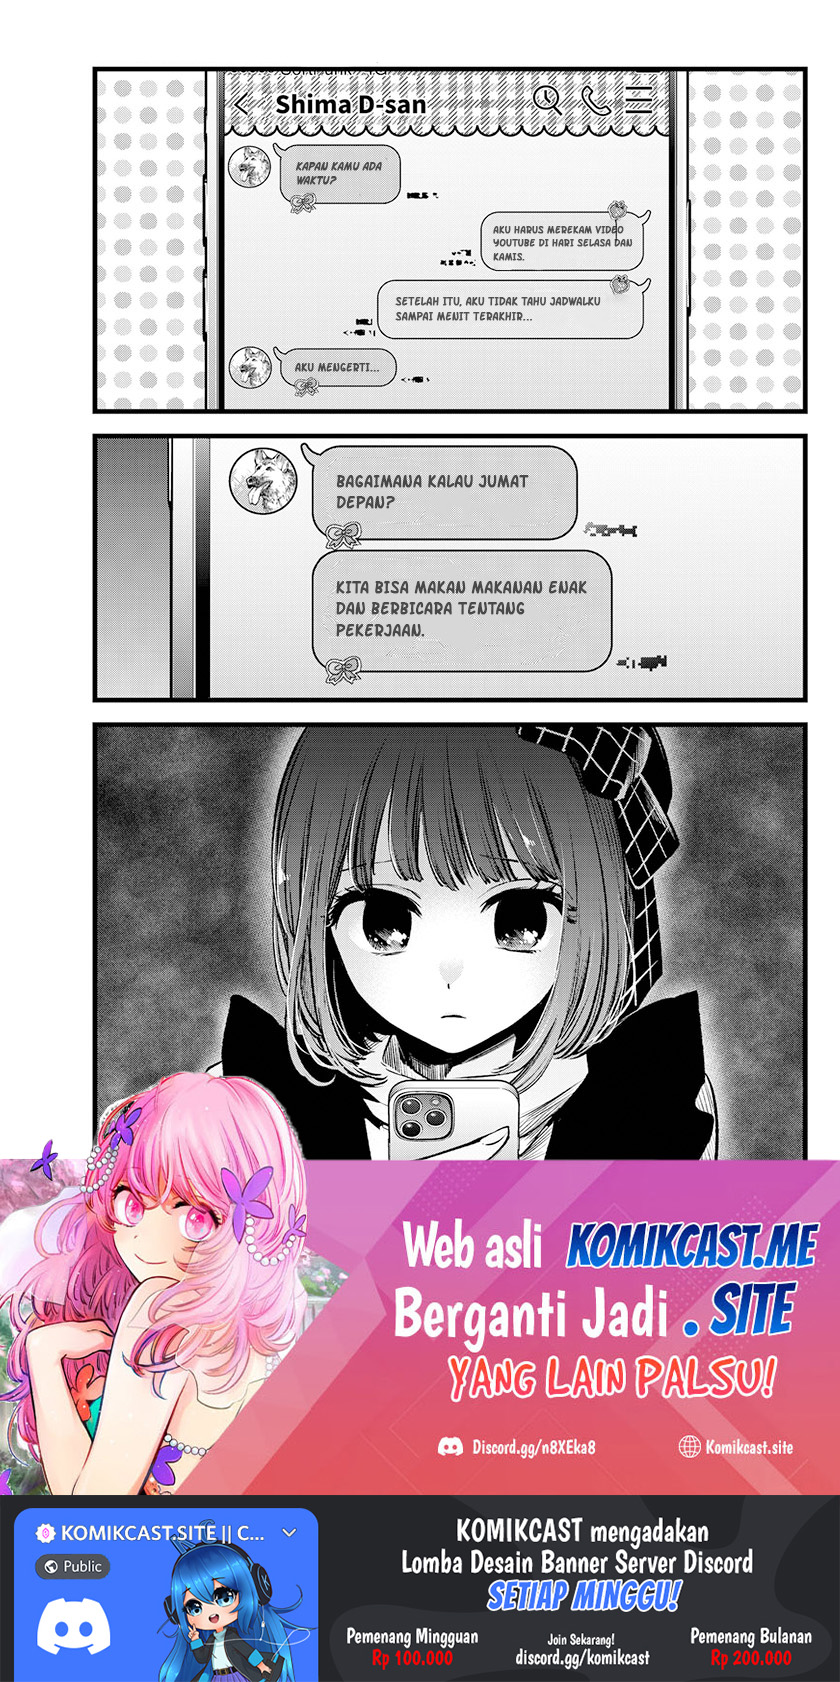 Shima D-san
KAPAN KAMU ADA
WAKTU?
AKU HARUS MEREKAM VIDEO
YOUTUBE DI HARI SELASA DAN
KAMIS.
SETELAH ITU, AKU TIDAK TAHU JADWALKU
SAMPAI MENIT TERAKHIR...
AKU MENGERTI...
BAGAIMANA KALAU JUMAT
DEPAN?
KITA BISA MAKAN MAKANAN ENAK
DAN BERBICARA TENTANG
PEKERJAAN.
Web asli KOMIKCAST.ME
Berganti Jadi . SITE
YANG LAIN PALSU!
Discord.gg/n8XEka8
Komikcast.site
KOMIKCAST.SITE || C...
Public
KOMIKCAST mengadakan
Lomba Desain Banner Server Discord
SETIAP MINGGU!
Pemenang Mingguan
Rp 100.000
Join Sekarang!
discord.gg/komikcast
Pemenang Bulanan
Rp 200.000